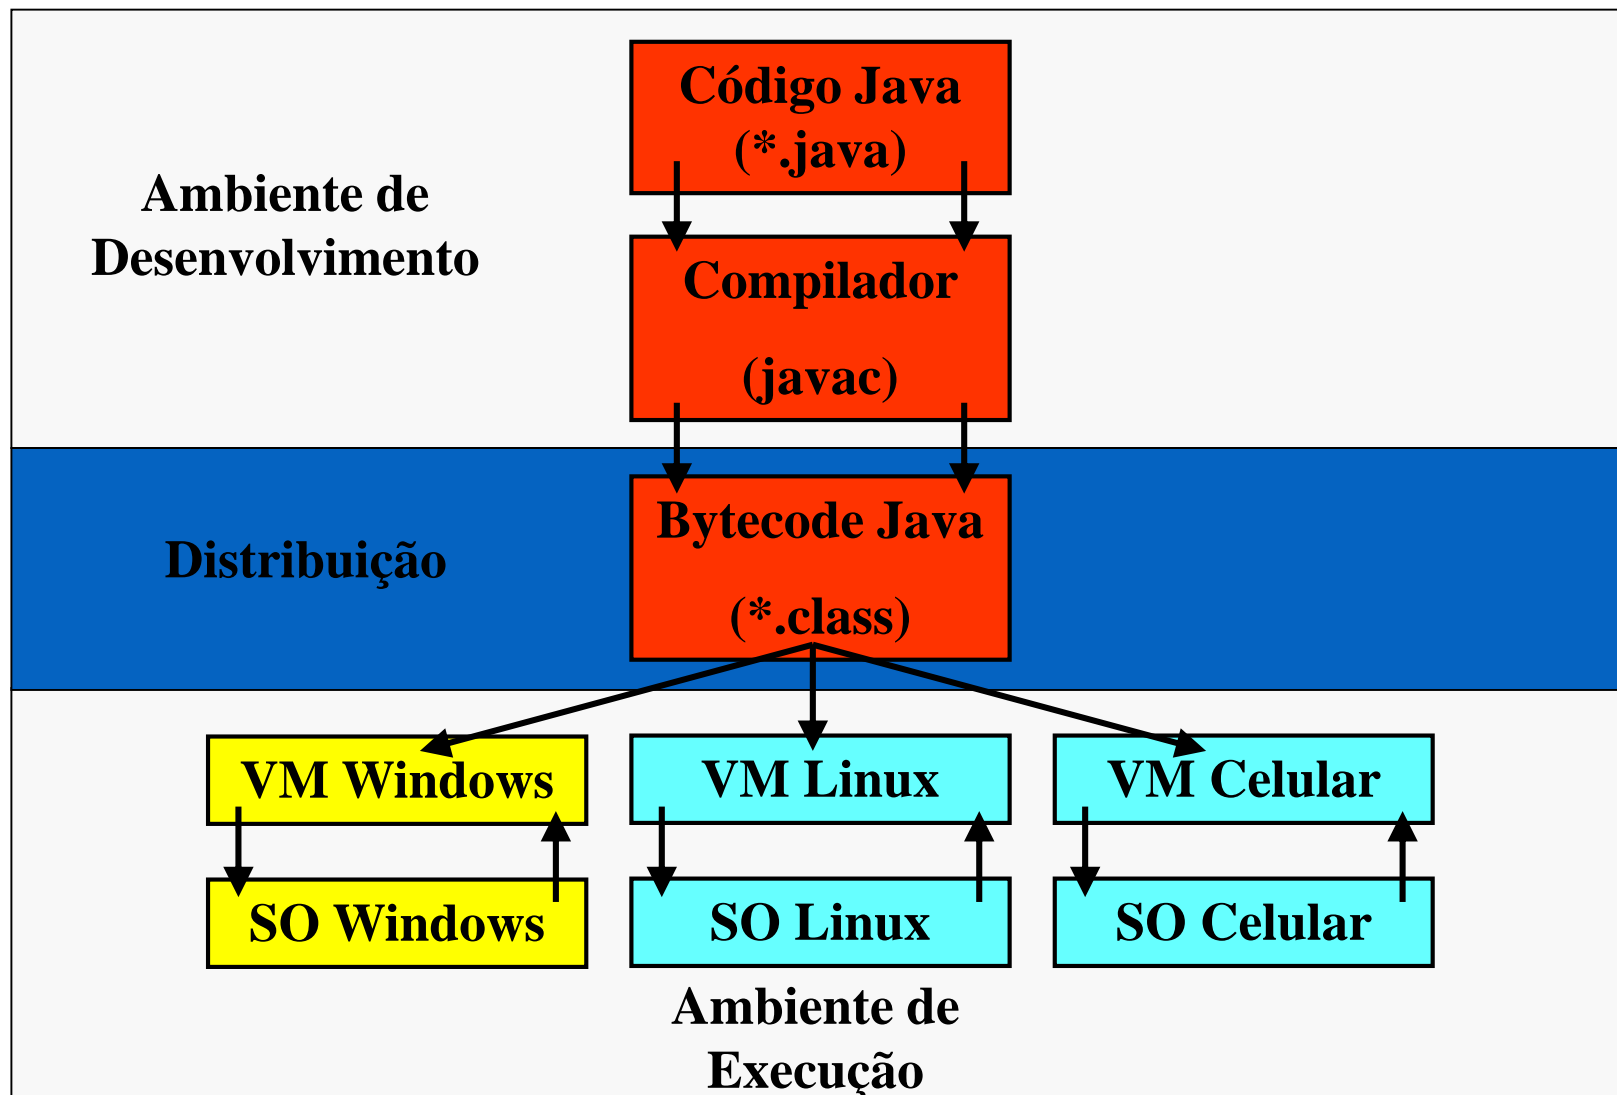 Código Java
(*.java)
Ambiente de
Desenvolvimento
Compilador
(javac)
Bytecode Java
Distribuição
(*.class)
VM Windows
VM Linux
VM Celular
SO Windows
SO Linux
SO Celular
Ambiente de
Execução